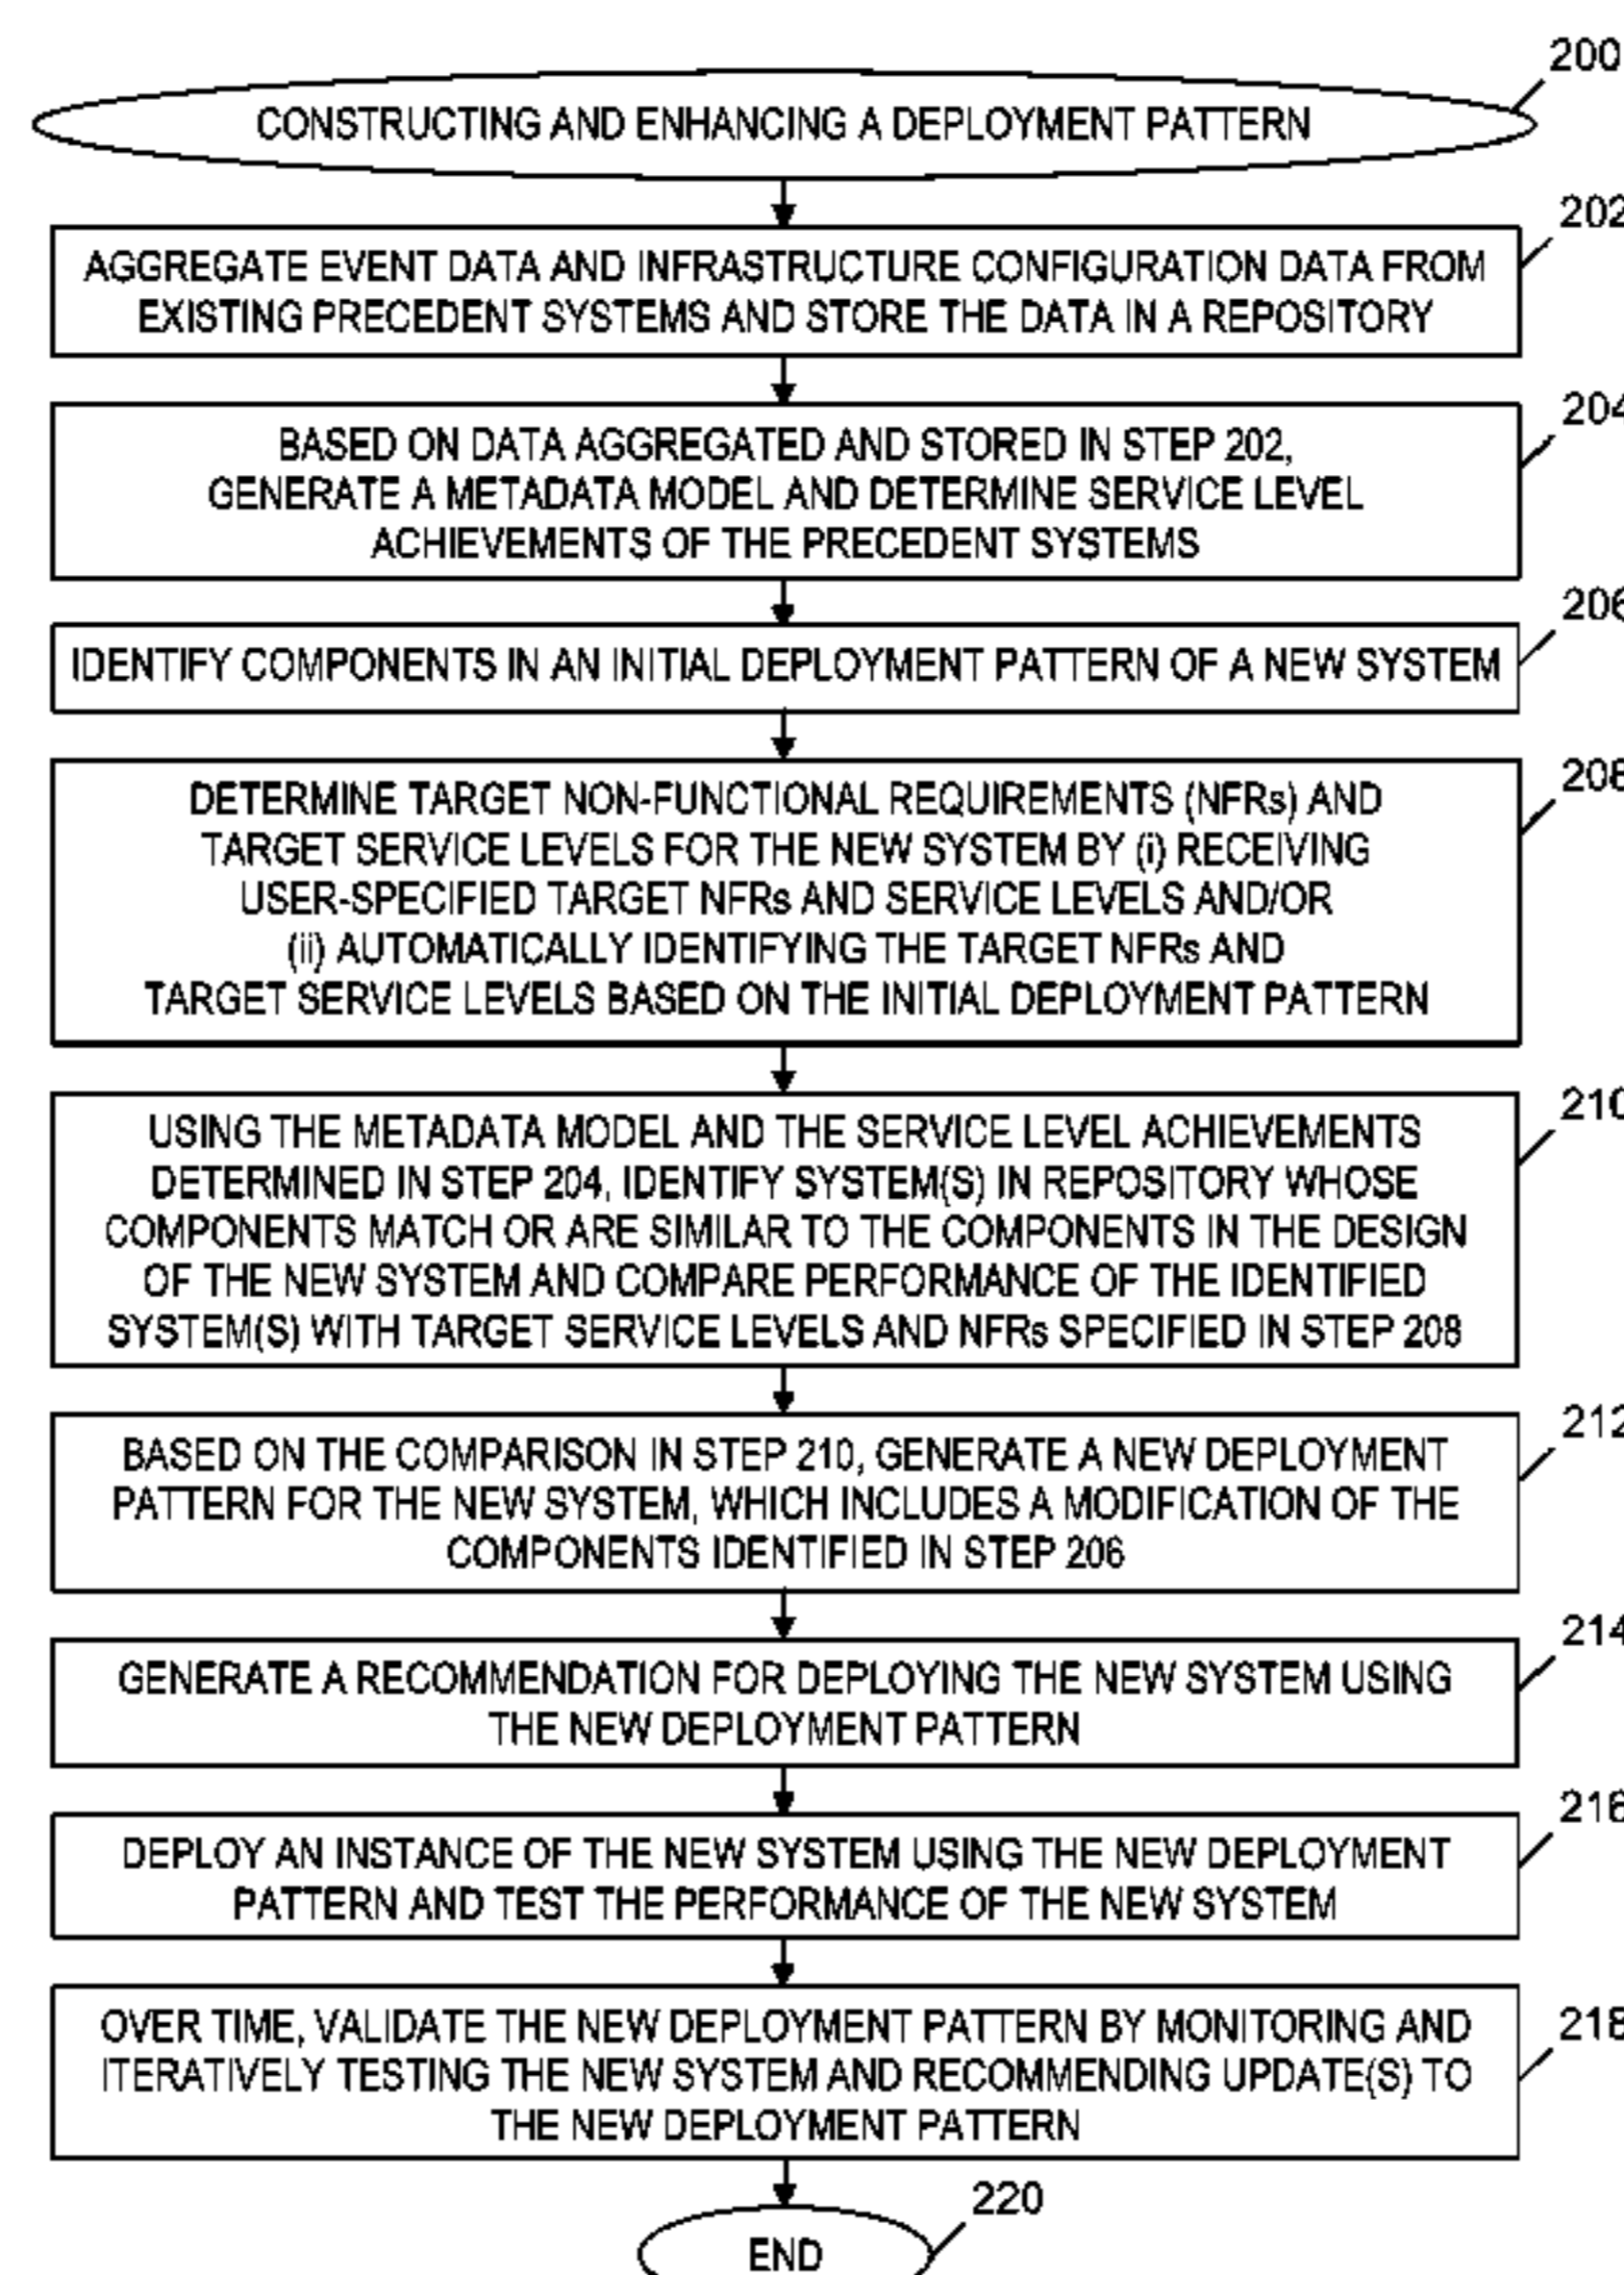 200
CONSTRUCTING AND ENHANCING A DEPLOYMENT PATTERN
202
AGGREGATE EVENT DATA AND INFRASTRUCTURE CONFIGURATION DATA FROM
EXISTING PRECEDENT SYSTEMS AND STORE THE DATA IN A REPOSITORY
204
BASED ON DATA AGGREGATED AND STORED IN STEP 202,
GENERATE A METADATA MODEL AND DETERMINE SERVICE LEVEL
ACHIEVEMENTS OF THE PRECEDENT SYSTEMS
206
IDENTIFY COMPONENTS IN AN INITIAL DEPLOYMENT PATTERN OF A NEW SYSTEM
208
DETERMINE TARGET NON-FUNCTIONAL REQUIREMENTS (NFRs) AND
TARGET SERVICE LEVELS FOR THE NEW SYSTEM BY (i) RECEIVING
USER-SPECIFIED TARGET NFRs AND SERVICE LEVELS AND/OR
(ii) AUTOMATICALLY IDENTIFYING THE TARGET NFRs AND
TARGET SERVICE LEVELS BASED ON THE INITIAL DEPLOYMENT PATTERN
210
USING THE METADATA MODEL AND THE SERVICE LEVEL ACHIEVEMENTS
DETERMINED IN STEP 204, IDENTIFY SYSTEM(S) IN REPOSITORY WHOSE
COMPONENTS MATCH OR ARE SIMILAR TO THE COMPONENTS IN THE DESIGN
OF THE NEW SYSTEM AND COMPARE PERFORMANCE OF THE IDENTIFIED
SYSTEM(S) WITH TARGET SERVICE LEVELS AND NFRs SPECIFIED IN STEP 208
212
BASED ON THE COMPARISON IN STEP 210, GENERATE A NEW DEPLOYMENT
PATTERN FOR THE NEW SYSTEM, WHICH INCLUDES A MODIFICATION OF THE
COMPONENTS IDENTIFIED IN STEP 206
214
GENERATE A RECOMMENDATION FOR DEPLOYING THE NEW SYSTEM USING
THE NEW DEPLOYMENT PATTERN
216
DEPLOY AN INSTANCE OF THE NEW SYSTEM USING THE NEW DEPLOYMENT
PATTERN AND TEST THE PERFORMANCE OF THE NEW SYSTEM
218
OVER TIME, VALIDATE THE NEW DEPLOYMENT PATTERN BY MONITORING AND
ITERATIVELY TESTING THE NEW SYSTEM AND RECOMMENDING UPDATE(S) TO
THE NEW DEPLOYMENT PATTERN
220
END